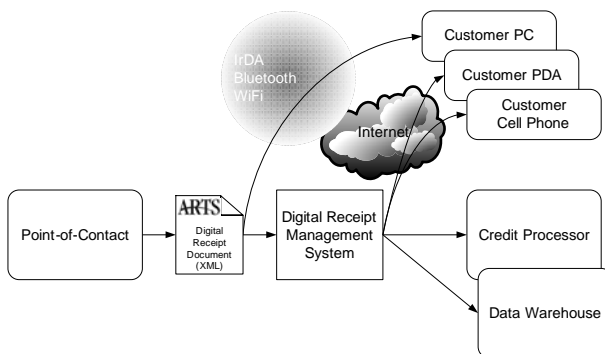 Customer PC
IrDA
Bluetooth
WiFi
Customer PDA
Customer
Cell Phone
Internet
ARTS
Point-of-Contact
Digital
Receipt
Document
(XML)
Digital Receipt
Management
System
Credit Processor
Data Warehouse